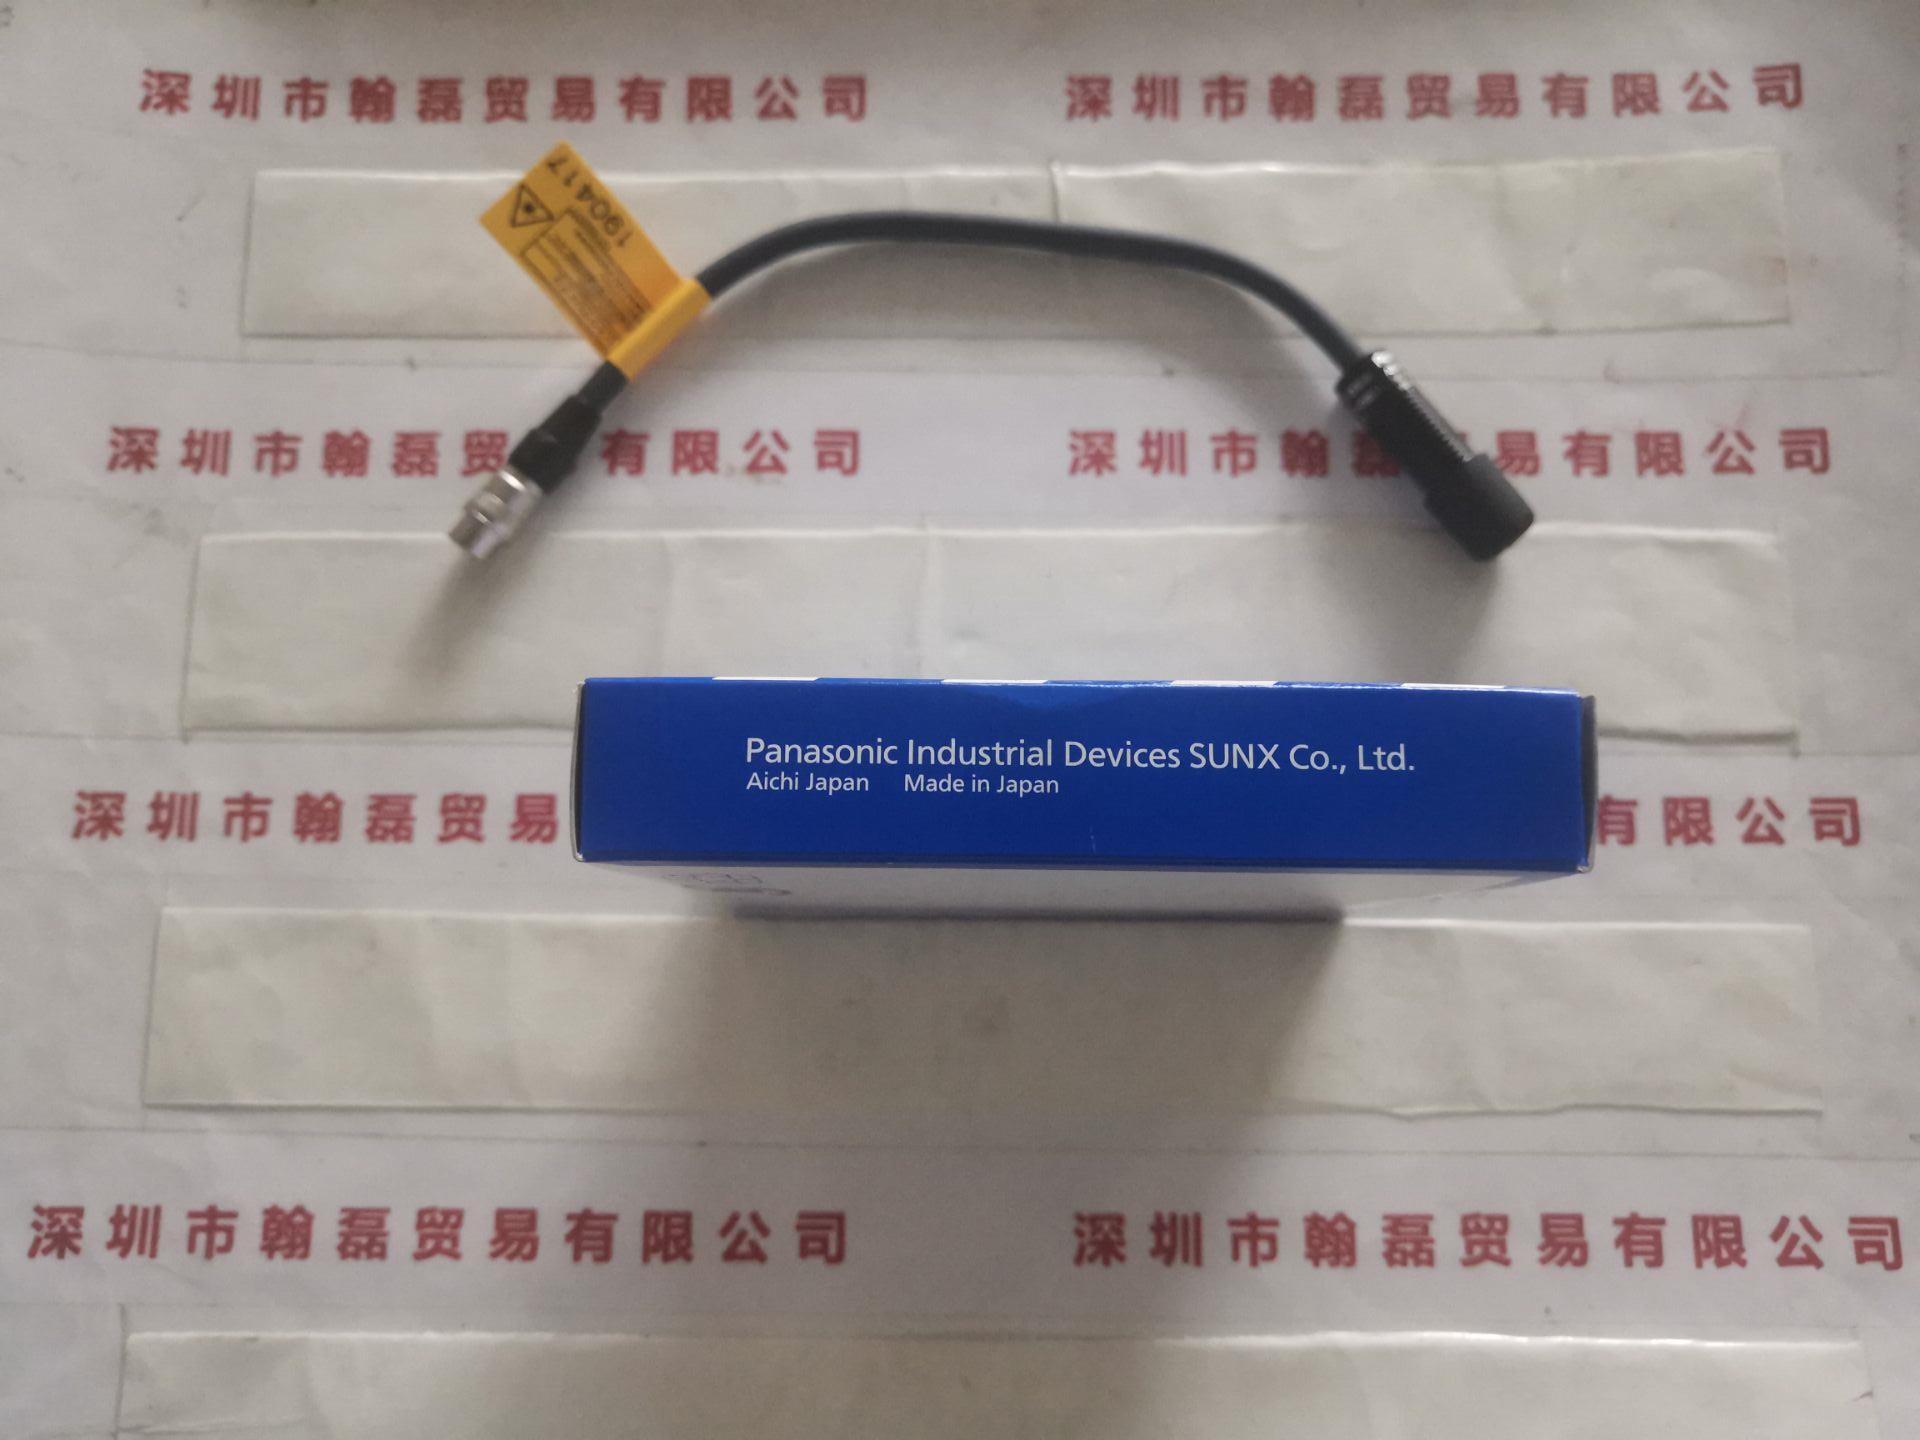 深圳市翰磊贸易有限公司 深圳市翰磊贸易有限公司
190417
深圳市翰磊贸 有限公司 深圳市翰磊 易有限公司
Panasonic Industrial Devices SUNX Co., Ltd.
Aichi Japan Made in Japan
深圳市翰磊贸易 有限公司
深圳市翰磊贸易有限公司 深圳市翰磊贸易有限公司